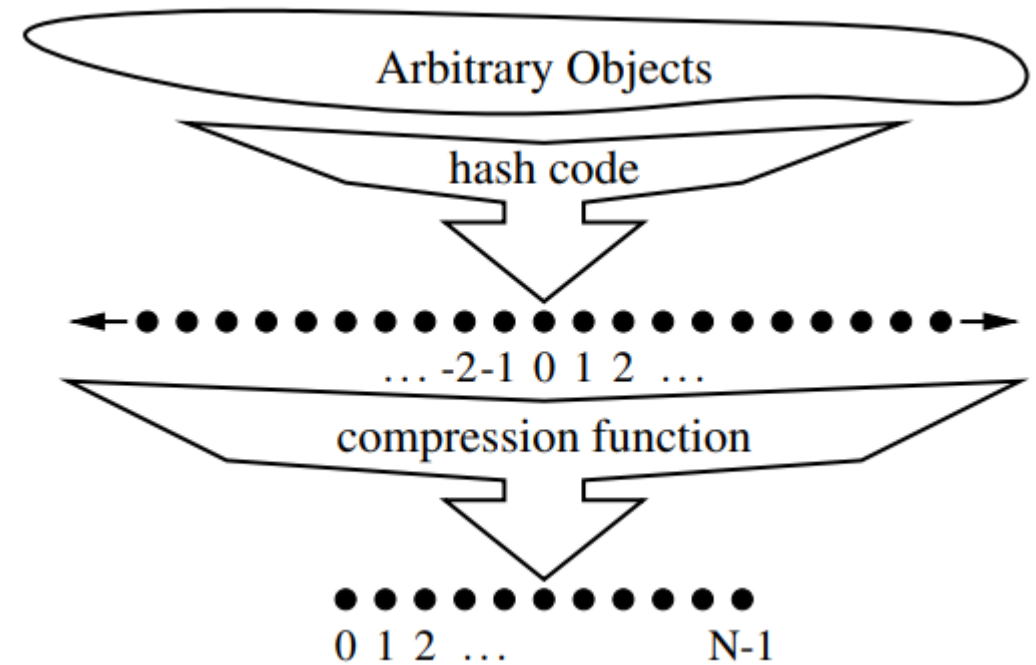 Arbitrary Objects
hash code
... -2-1 0 1 2 ...
compression function
0 1 2 ... N-1